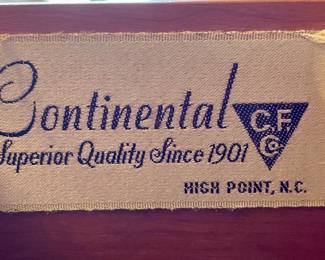 Continental
C.F.
Co.
Superior Quality Since 1901
HIGH POINT, N.C.